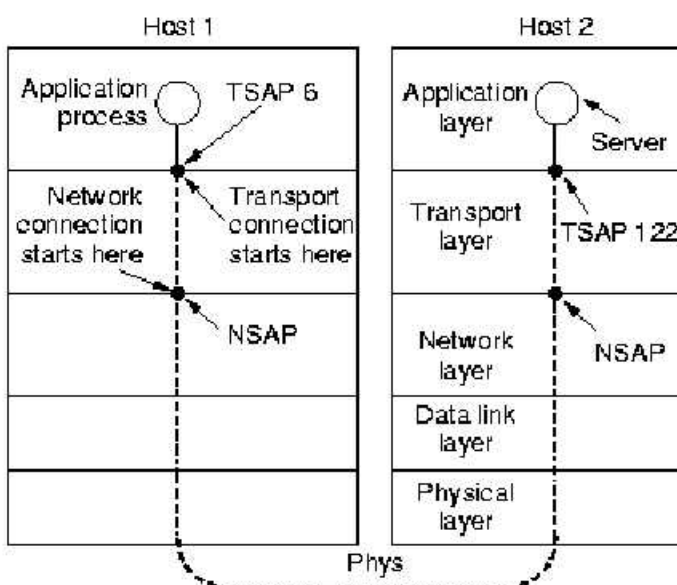 Host 1
Host 2
Application
process
TSAP 6
Network
connection
starts here
Transport
connection
starts here
NSAP
Application
layer
Server
Transport
layer
TSAP 122
NSAP
Network
layer
Data link
layer
Physical
layer
Phys